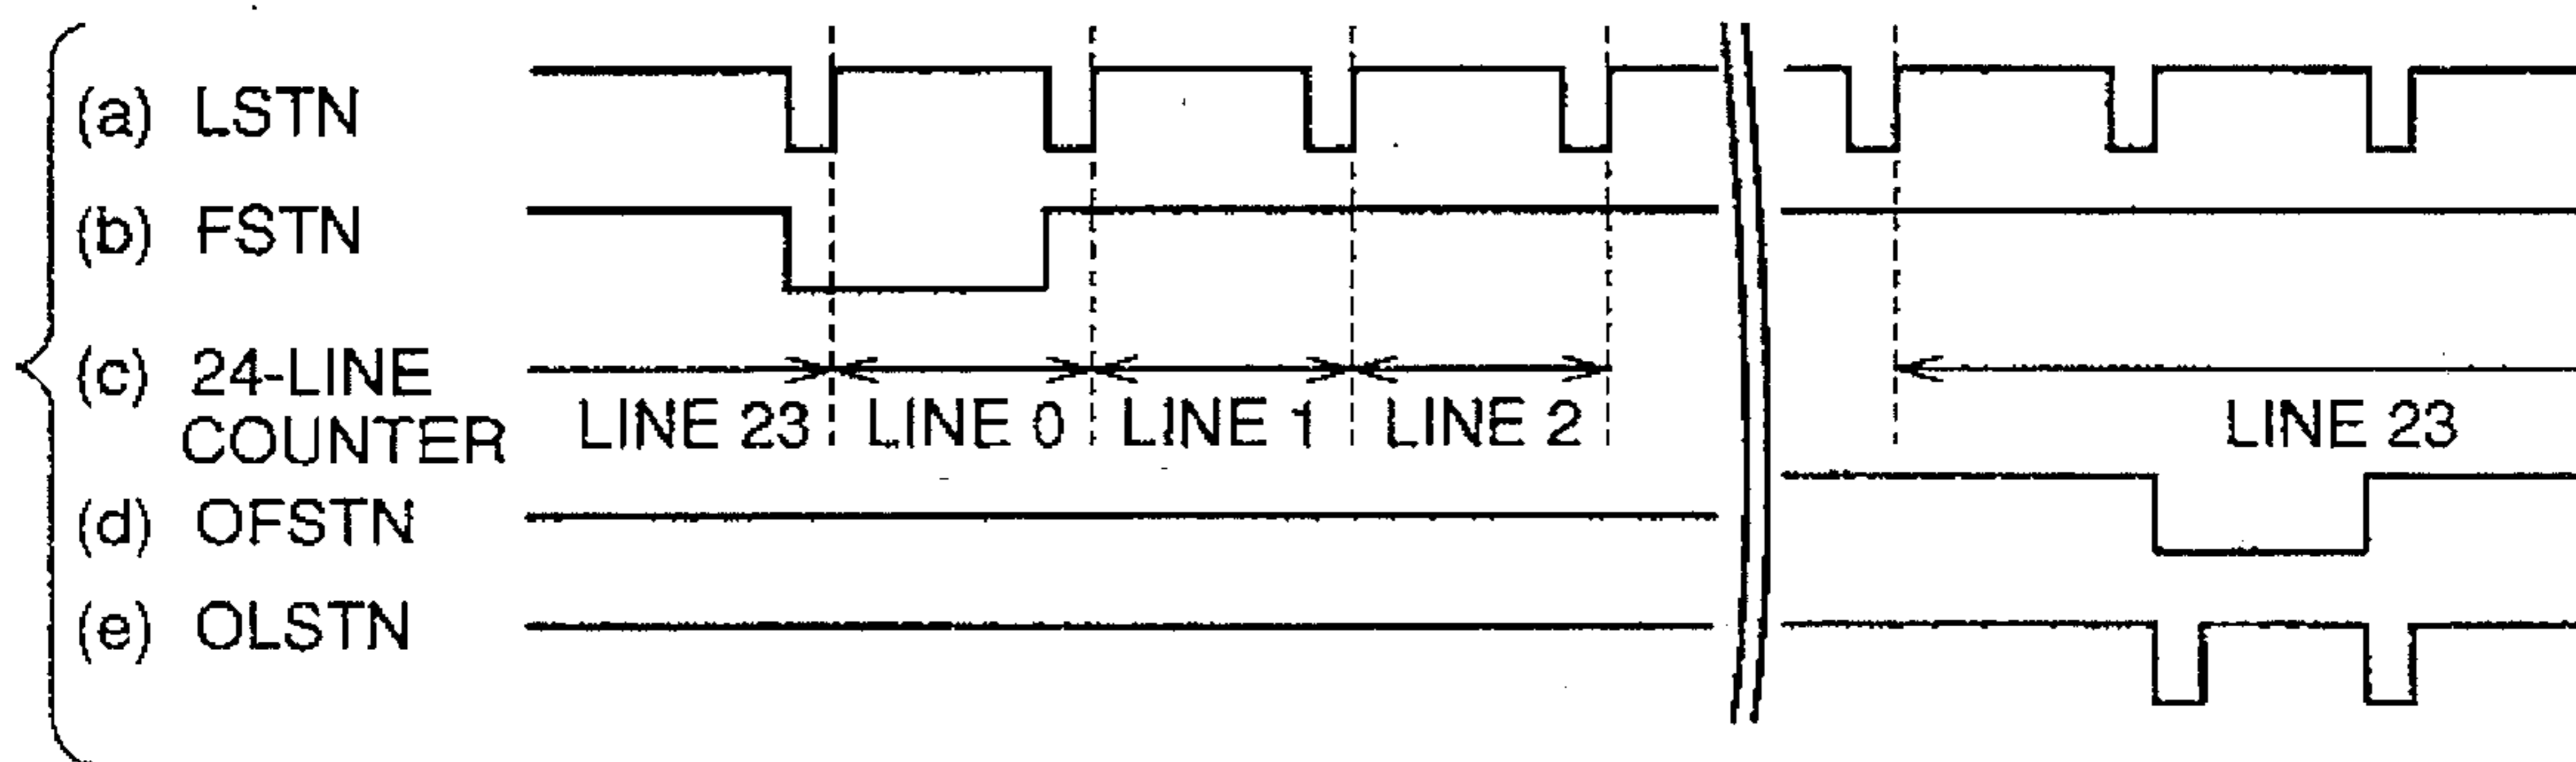 (a) LSTN
(b) FSTN
(c) 24-LINE
COUNTER
LINE 23 LINE 0 LINE 1 LINE 2 LINE 23
(d) OFSTN
(e) OLSTN